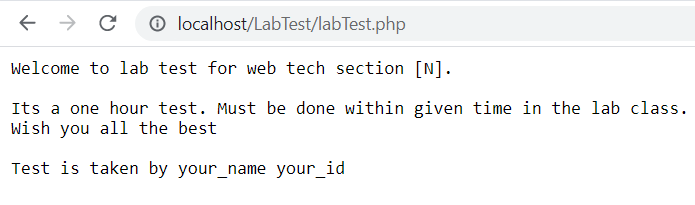 localhost/LabTest/labTest.php
Welcome to lab test for web tech section [N].
Its a one hour test. Must be done within given time in the lab class.
Wish you all the best
Test is taken by your_name your_id